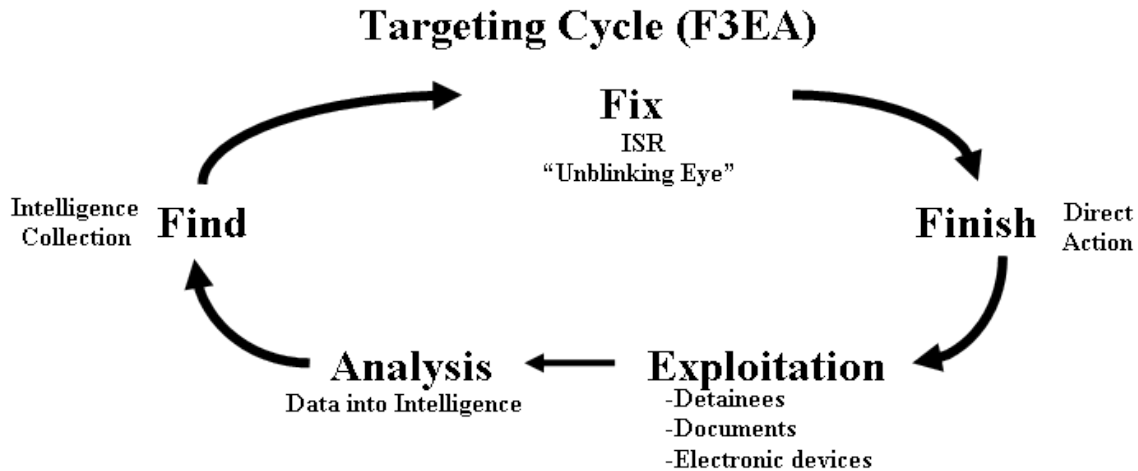 Targeting Cycle (F3EA)
Fix
ISR
“Unblinking Eye”
Intelligence
Collection
Find
Finish
Direct
Action
Analysis
Data into Intelligence
Exploitation
-Detainees
-Documents
-Electronic devices